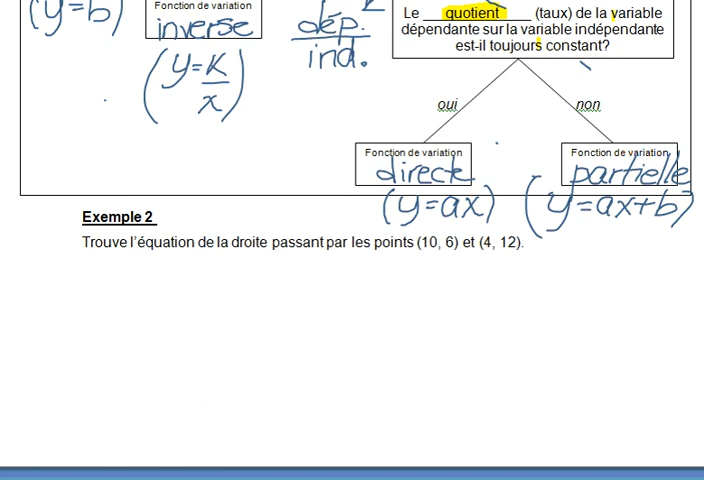 (y=b)
Fonction de variation
inverse
(y=K/x)
dép.
ind.
Le quotient (taux) de la variable
dépendante sur la variable indépendante
est-il toujours constant?
oui
non
Fonction de variation
directe
(y=ax)
Fonction de variation
partielle
(y=ax+b)
Exemple 2
Trouve l'équation de la droite passant par les points (10, 6) et (4, 12).